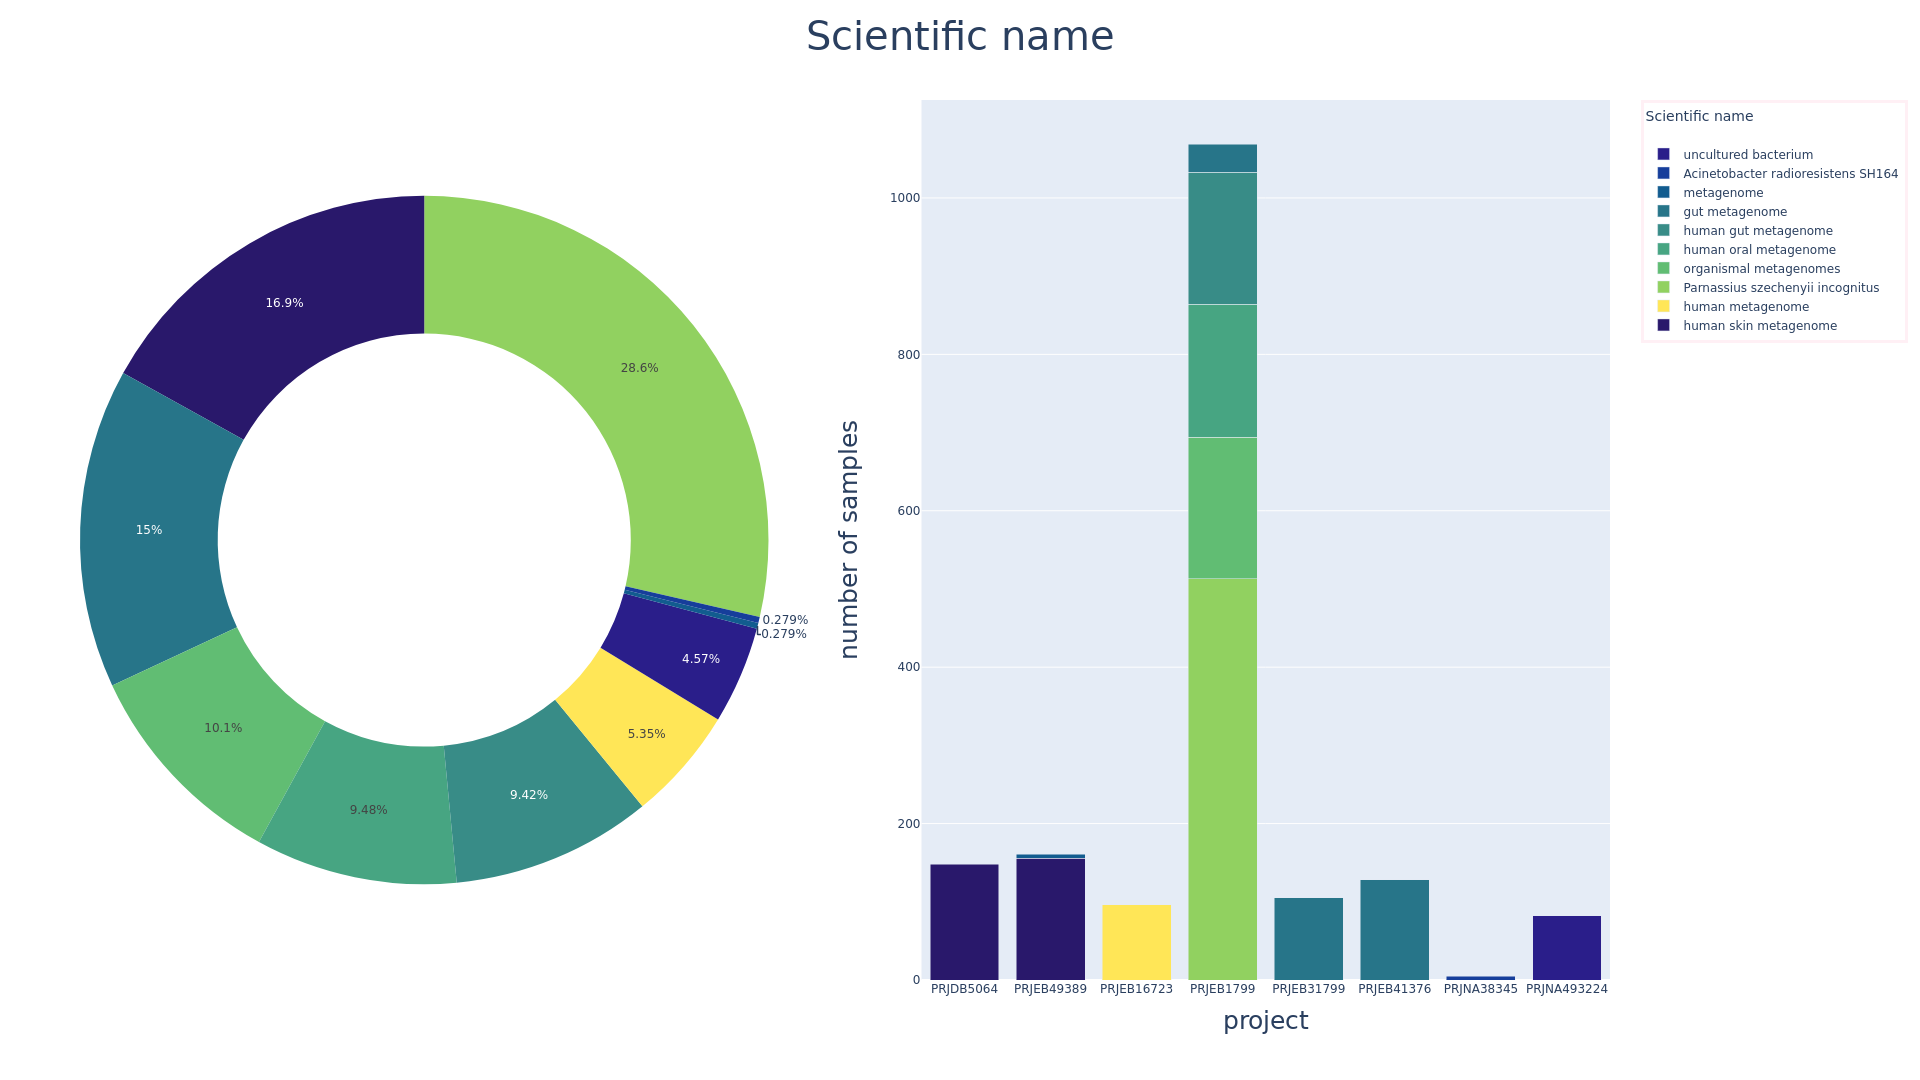 Scientific name
16.9%
28.6%
15%
0.279%
0.279%
4.57%
10.1%
5.35%
9.48%
9.42%
number of samples
1000
800
600
400
200
0
PRJDB5064 PRJEB49389 PRJEB16723 PRJEB1799 PRJEB31799 PRJEB41376 PRJNA38345 PRJNA493224
project
Scientific name
uncultured bacterium
Acinetobacter radioresistens SH164
metagenome
gut metagenome
human gut metagenome
human oral metagenome
organismal metagenomes
Parnassius szechenyii incognitus
human metagenome
human skin metagenome